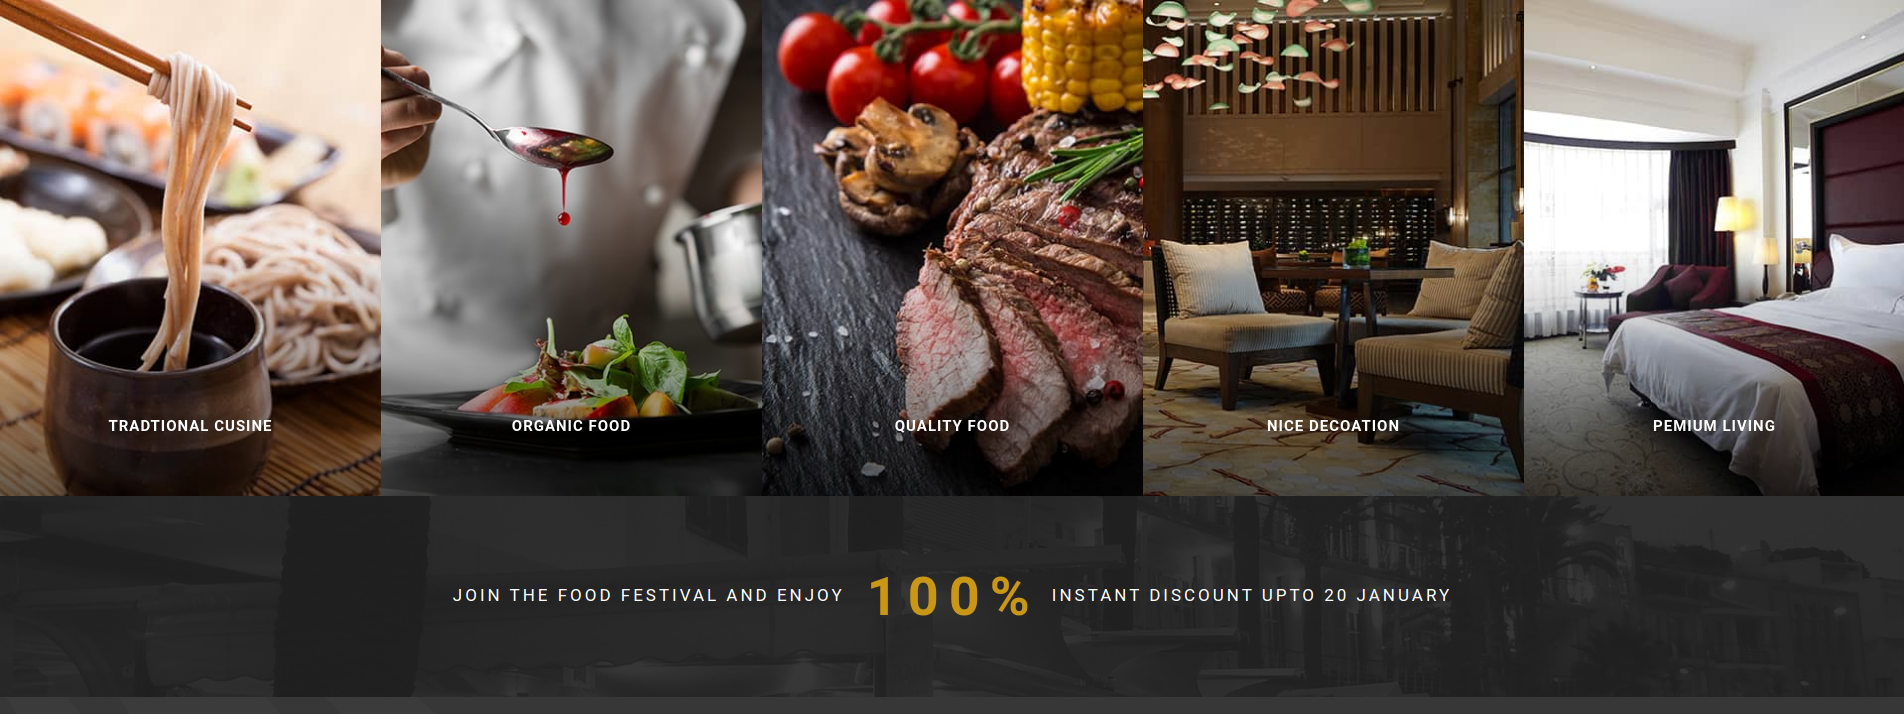 TRADTIONAL CUSINE
ORGANIC FOOD
QUALITY FOOD
NICE DECOATION
PEMIUM LIVING
JOIN THE FOOD FESTIVAL AND ENJOY 100% INSTANT DISCOUNT UPTO 20 JANUARY